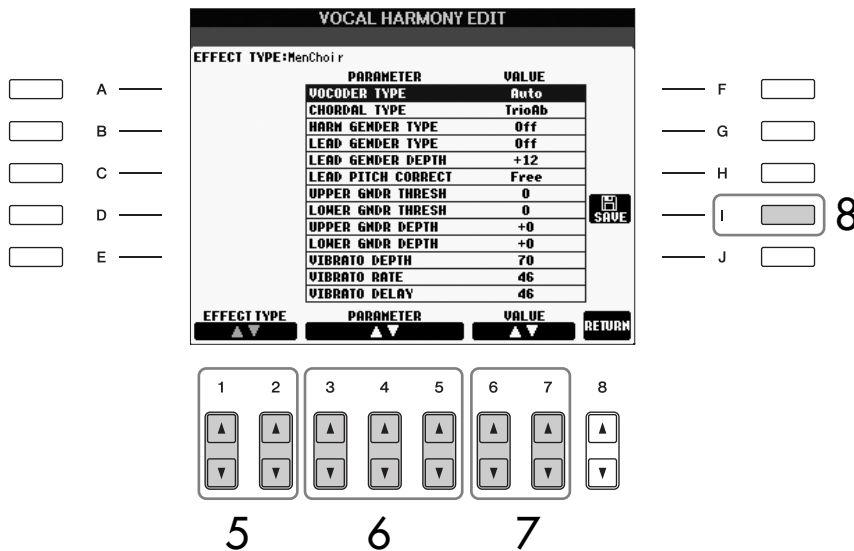 VOCAL HARMONY EDIT
EFFECT TYPE:MenChoir
PARAMETER VALUE
VOCODER TYPE Auto
CHORDAL TYPE TrioAb
HARM GENDER TYPE Off
LEAD GENDER TYPE Off
LEAD GENDER DEPTH +12
LEAD PITCH CORRECT Free
UPPER GNDR THRESH 0
LOWER GNDR THRESH 0
UPPER GNDR DEPTH +0
LOWER GNDR DEPTH +0
VIBRATO DEPTH 70
VIBRATO RATE 46
VIBRATO DELAY 46
SAVE
EFFECT TYPE PARAMETER VALUE RETURN
A
B
C
D
E
F
G
H
I 8
J
1 2 3 4 5 6 7 8
5 6 7